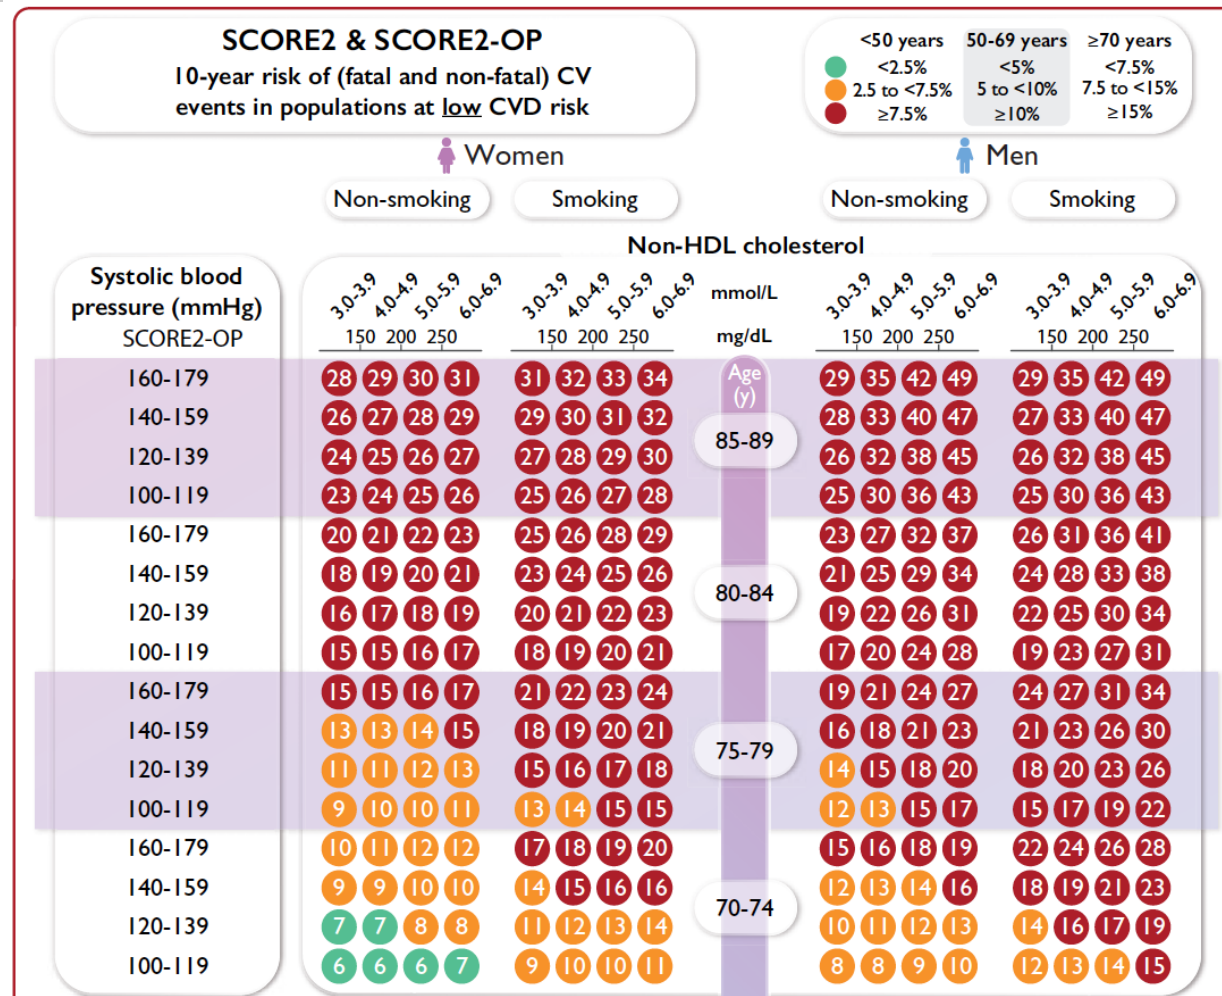 SCORE2 & SCORE2-OP
10-year risk of (fatal and non-fatal) CV
events in populations at low CVD risk
<50 years 50-69 years ≥70 years
<2.5% <5% <7.5%
2.5 to <7.5% 5 to <10% 7.5 to <15%
≥7.5% ≥10% ≥15%
Women Men
Non-smoking Smoking Non-smoking Smoking
Non-HDL cholesterol
Systolic blood
pressure (mmHg)
SCORE2-OP
3.0-3.9 4.0-4.9 5.0-5.9 6.0-6.9 3.0-3.9 4.0-4.9 5.0-5.9 6.0-6.9 mmol/L 3.0-3.9 4.0-4.9 5.0-5.9 6.0-6.9 3.0-3.9 4.0-4.9 5.0-5.9 6.0-6.9
150 200 250 150 200 250 mg/dL 150 200 250 150 200 250
Age
(y)
160-179 28 29 30 31 31 32 33 34 29 35 42 49 29 35 42 49
140-159 26 27 28 29 29 30 31 32 28 33 40 47 27 33 40 47
85-89
120-139 24 25 26 27 27 28 29 30 26 32 38 45 26 32 38 45
100-119 23 24 25 26 25 26 27 28 25 30 36 43 25 30 36 43
160-179 20 21 22 23 25 26 28 29 23 27 32 37 26 31 36 41
140-159 18 19 20 21 23 24 25 26 21 25 29 34 24 28 33 38
80-84
120-139 16 17 18 19 20 21 22 23 19 22 26 31 22 25 30 34
100-119 15 15 16 17 18 19 20 21 17 20 24 28 19 23 27 31
160-179 15 15 16 17 21 22 23 24 19 21 24 27 24 27 31 34
140-159 13 13 14 15 18 19 20 21 16 18 21 23 21 23 26 30
75-79
120-139 11 11 12 13 15 16 17 18 14 15 18 20 18 20 23 26
100-119 9 10 10 11 13 14 15 15 12 13 15 17 15 17 19 22
160-179 10 11 12 12 17 18 19 20 15 16 18 19 22 24 26 28
140-159 9 9 10 10 14 15 16 16 12 13 14 16 18 19 21 23
70-74
120-139 7 7 8 8 11 12 13 14 10 11 12 13 14 16 17 19
100-119 6 6 6 7 9 10 10 11 8 8 9 10 12 13 14 15